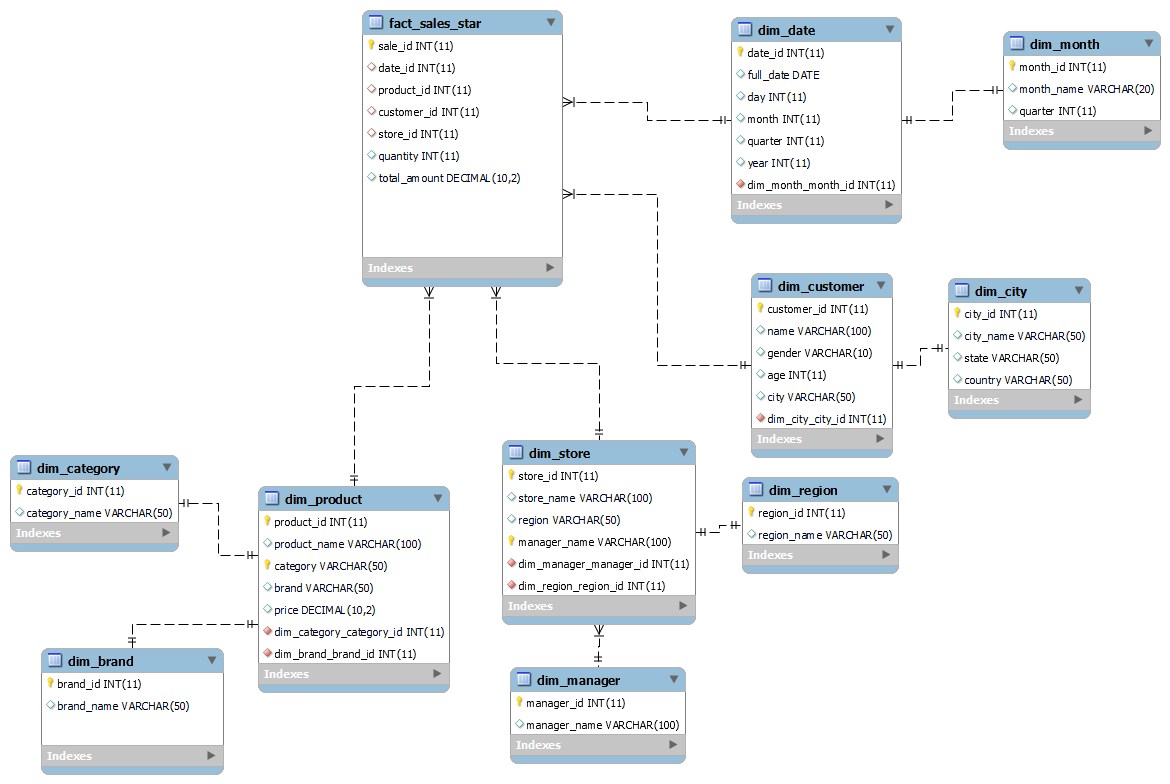 fact_sales_star
sale_id INT(11)
date_id INT(11)
product_id INT(11)
customer_id INT(11)
store_id INT(11)
quantity INT(11)
total_amount DECIMAL(10,2)
Indexes
dim_date
date_id INT(11)
full_date DATE
day INT(11)
month INT(11)
quarter INT(11)
year INT(11)
dim_month_month_id INT(11)
Indexes
dim_month
month_id INT(11)
month_name VARCHAR(20)
quarter INT(11)
Indexes
dim_customer
customer_id INT(11)
name VARCHAR(100)
gender VARCHAR(10)
age INT(11)
city VARCHAR(50)
dim_city_city_id INT(11)
Indexes
dim_city
city_id INT(11)
city_name VARCHAR(50)
state VARCHAR(50)
country VARCHAR(50)
Indexes
dim_category
category_id INT(11)
category_name VARCHAR(50)
Indexes
dim_product
product_id INT(11)
product_name VARCHAR(100)
category VARCHAR(50)
brand VARCHAR(50)
price DECIMAL(10,2)
dim_category_category_id INT(11)
dim_brand_brand_id INT(11)
Indexes
dim_store
store_id INT(11)
store_name VARCHAR(100)
region VARCHAR(50)
manager_name VARCHAR(100)
dim_manager_manager_id INT(11)
dim_region_region_id INT(11)
Indexes
dim_region
region_id INT(11)
region_name VARCHAR(50)
Indexes
dim_brand
brand_id INT(11)
brand_name VARCHAR(50)
Indexes
dim_manager
manager_id INT(11)
manager_name VARCHAR(100)
Indexes